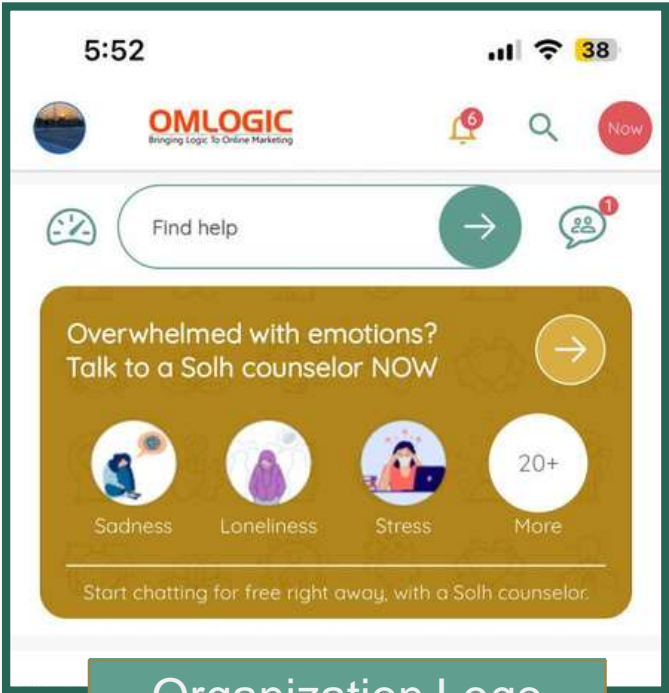 5:52
38
OMLOGIC
Bringing Logic To Online Marketing
6
Now
Find help
1
Overwhelmed with emotions?
Talk to a Solh counselor NOW
20+
Sadness
Loneliness
Stress
More
Start chatting for free right away, with a Solh counselor.
Organization Logo